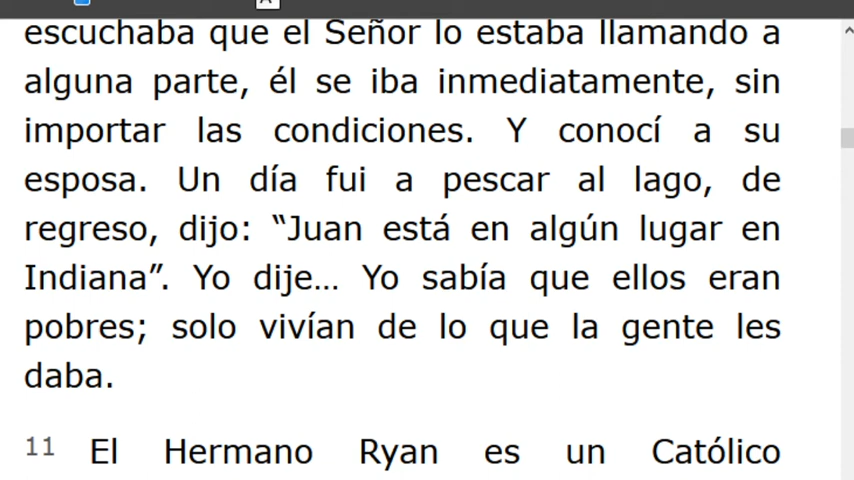 escuchaba que el Señor lo estaba llamando a
alguna parte, él se iba inmediatamente, sin
importar las condiciones. Y conocí a su
esposa. Un día fui a pescar al lago, de
regreso, dijo: “Juan está en algún lugar en
Indiana”. Yo dije… Yo sabía que ellos eran
pobres; solo vivían de lo que la gente les
daba.
11 El Hermano Ryan es un Católico